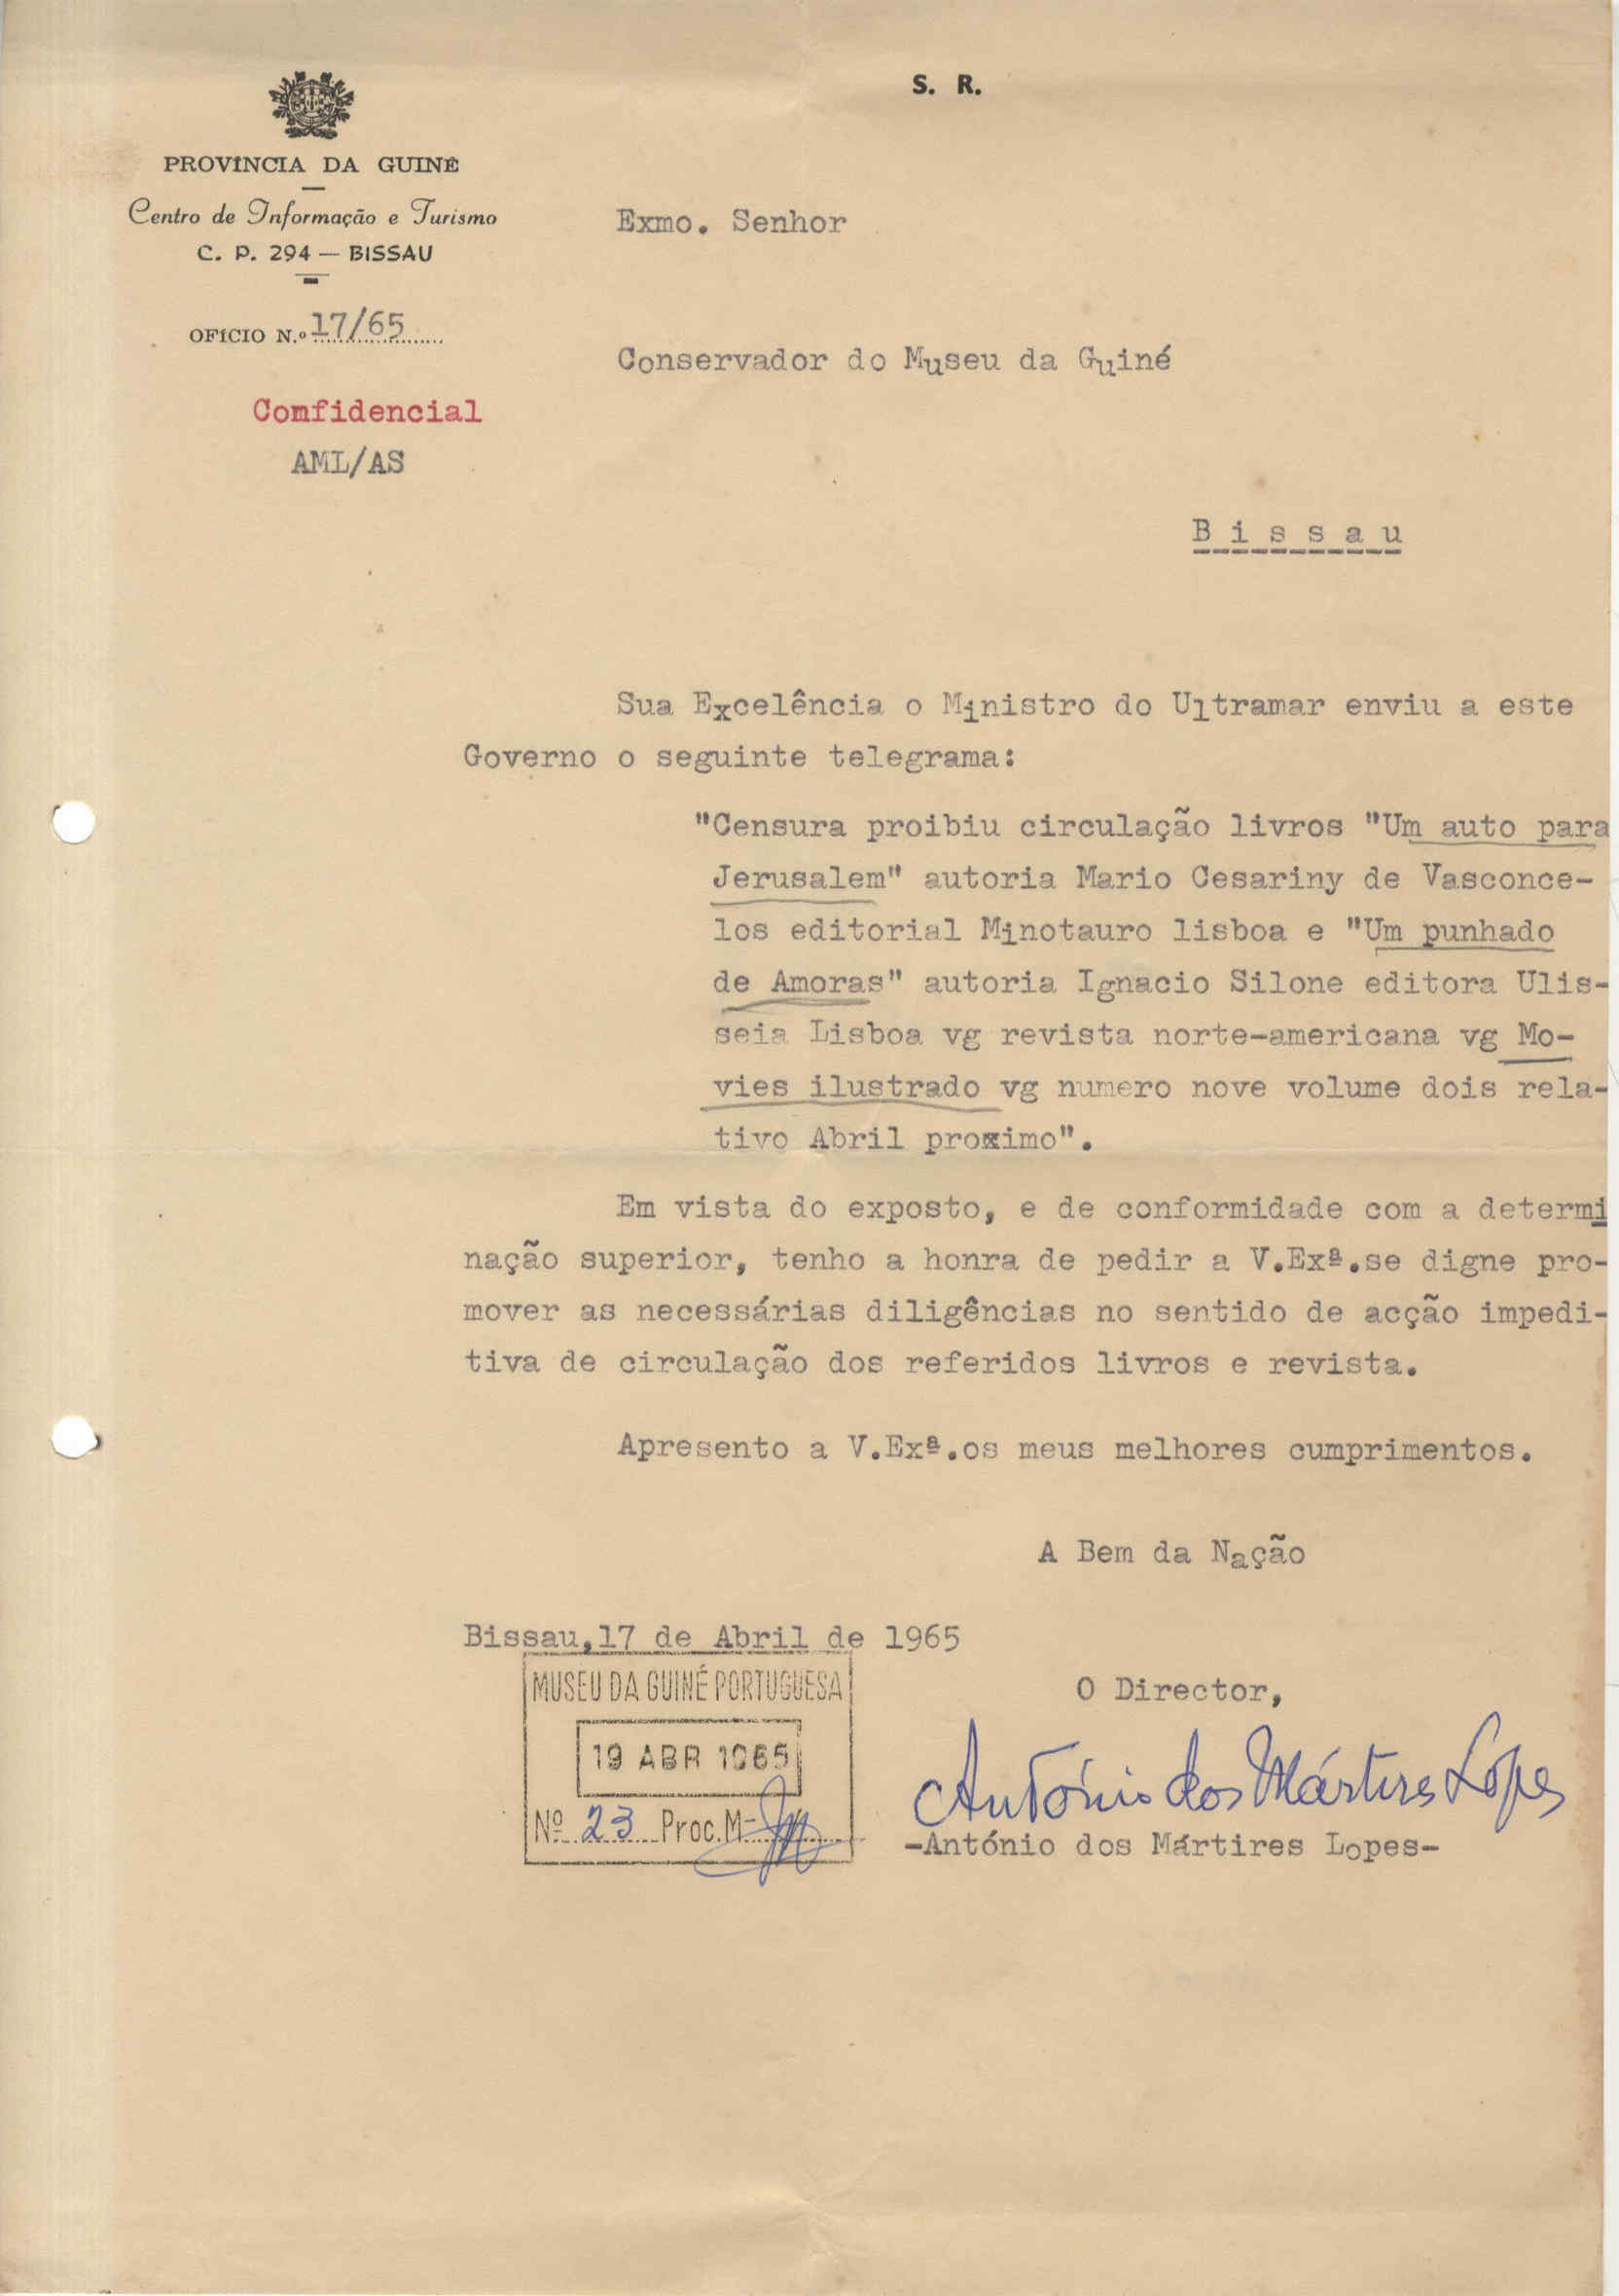 S. R.
PROVÍNCIA DA GUINÉ
Centro de Informação e Turismo
C. P. 294 — BISSAU
OFÍCIO N.º 17/65
Comfidencial
AML/AS
Exmo. Senhor
Conservador do Museu da Guiné
B i s s a u
Sua Excelência o Ministro do Ultramar enviu a este
Governo o seguinte telegrama:
"Censura proibiu circulação livros "Um auto para
Jerusalem" autoria Mario Cesariny de Vasconce-
los editorial Minotauro lisboa e "Um punhado
de Amoras" autoria Ignacio Silone editora Ulis-
seia Lisboa vg revista norte-americana vg Mo-
vies ilustrado vg numero nove volume dois rela-
tivo Abril proximo".
Em vista do exposto, e de conformidade com a determi
nação superior, tenho a honra de pedir a V.Exª.se digne pro-
mover as necessárias diligências no sentido de acção impedi-
tiva de circulação dos referidos livros e revista.
Apresento a V.Exª.os meus melhores cumprimentos.
A Bem da Nação
Bissau,17 de Abril de 1965
MUSEU DA GUINÉ PORTUGUESA
19 ABR 1965
Nº 23 Proc. M-
O Director,
António dos Mártires Lopes
-António dos Mártires Lopes-